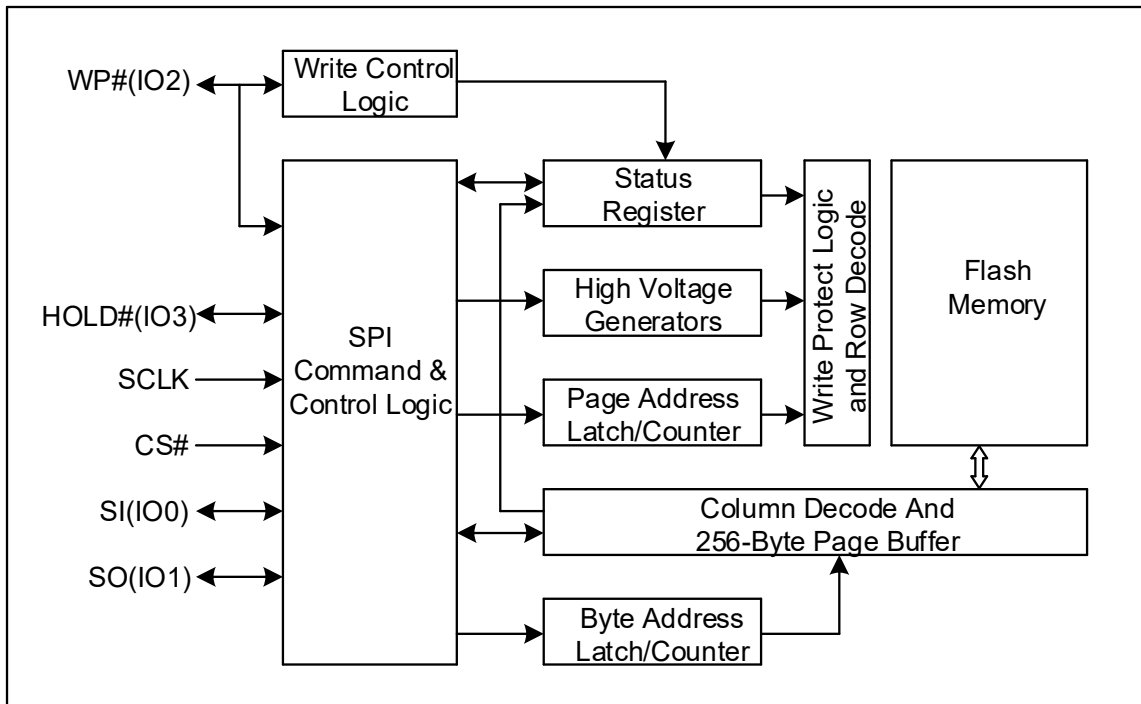 WP#(IO2)
Write Control
Logic
Status
Register
High Voltage
Generators
Page Address
Latch/Counter
Write Protect Logic
and Row Decode
Flash
Memory
HOLD#(IO3)
SCLK
CS#
SI(IO0)
SO(IO1)
SPI
Command &
Control Logic
Column Decode And
256-Byte Page Buffer
Byte Address
Latch/Counter